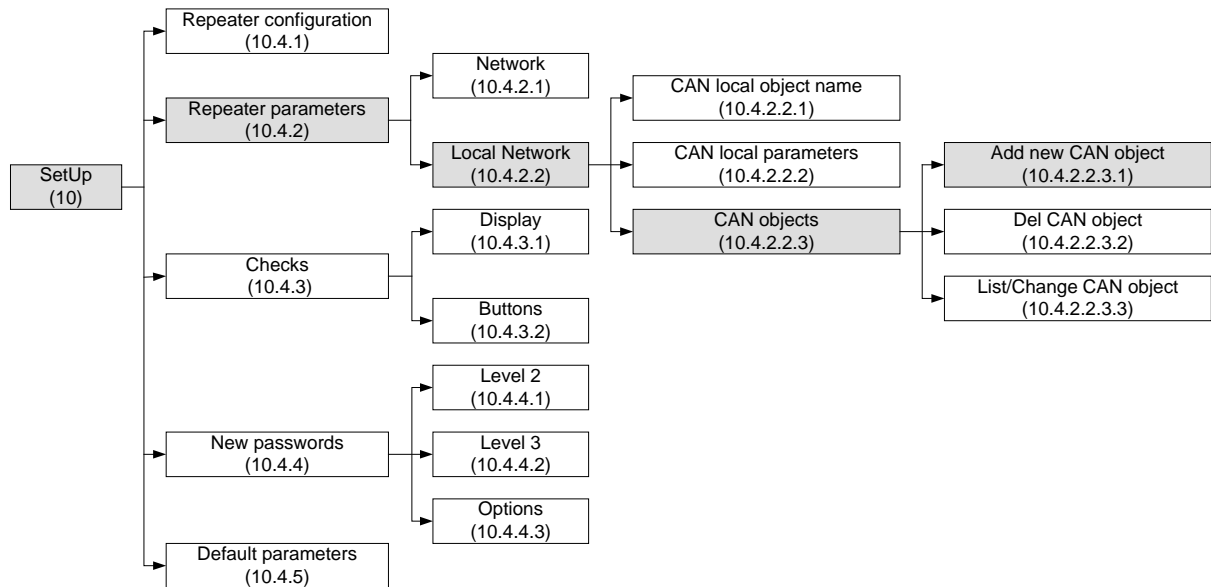 SetUp
(10)
Repeater configuration
(10.4.1)
Repeater parameters
(10.4.2)
Network
(10.4.2.1)
Local Network
(10.4.2.2)
CAN local object name
(10.4.2.2.1)
CAN local parameters
(10.4.2.2.2)
CAN objects
(10.4.2.2.3)
Add new CAN object
(10.4.2.2.3.1)
Del CAN object
(10.4.2.2.3.2)
List/Change CAN object
(10.4.2.2.3.3)
Checks
(10.4.3)
Display
(10.4.3.1)
Buttons
(10.4.3.2)
New passwords
(10.4.4)
Level 2
(10.4.4.1)
Level 3
(10.4.4.2)
Options
(10.4.4.3)
Default parameters
(10.4.5)